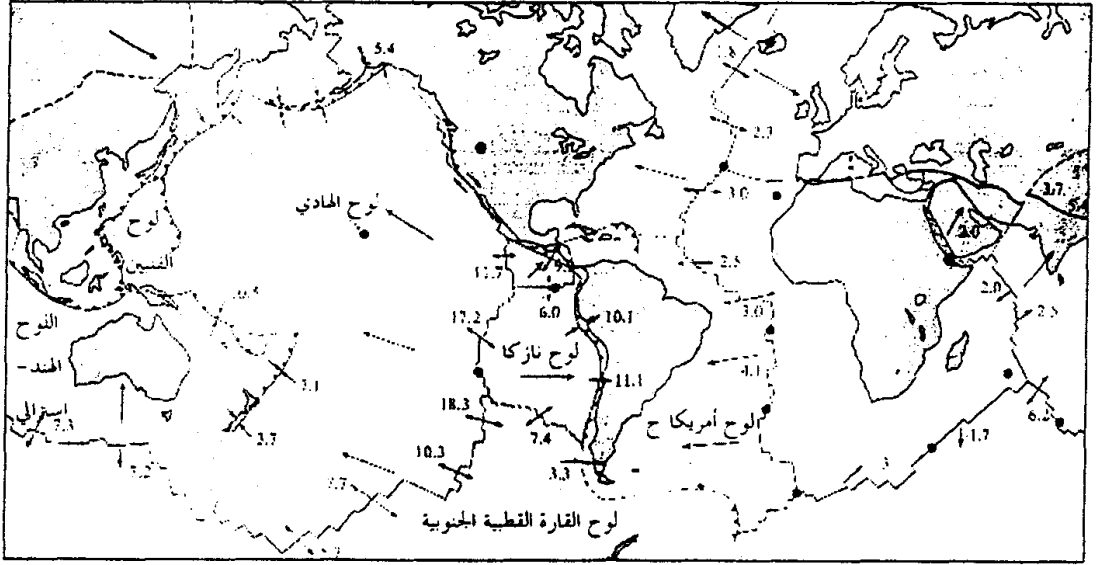 5.4
2.3
3.0
3.7
2.0
لوح الهادي
لوح
الفلبين
11.7
2.5
2.0
2.5
6.0
3.0
10.1
17.2
لوح نازكا
اللوح
الهند -
استرالي
7.3
3.1
4.1
11.1
18.3
لوح أمريكا ج
2.7
7.4
1.7
10.3
3.3
لوح القارة القطبية الجنوبية